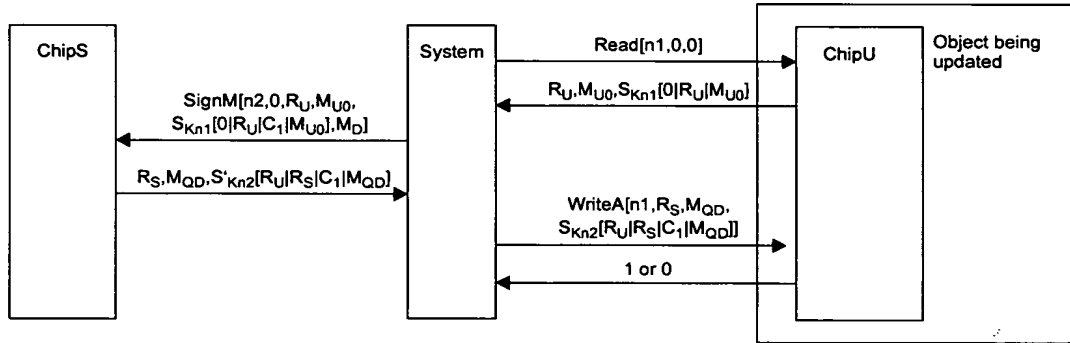 ChipS
System
ChipU
Object being
updated
Read[n1,0,0]
R_U,M_U0,S_Kn1[0|R_U|M_U0]
SignM[n2,0,R_U,M_U0,
S_Kn1[0|R_U|C_1|M_U0],M_D]
R_S,M_QD,S'_Kn2[R_U|R_S|C_1|M_QD]
WriteA[n1,R_S,M_QD,
S_Kn2[R_U|R_S|C_1|M_QD]]
1 or 0